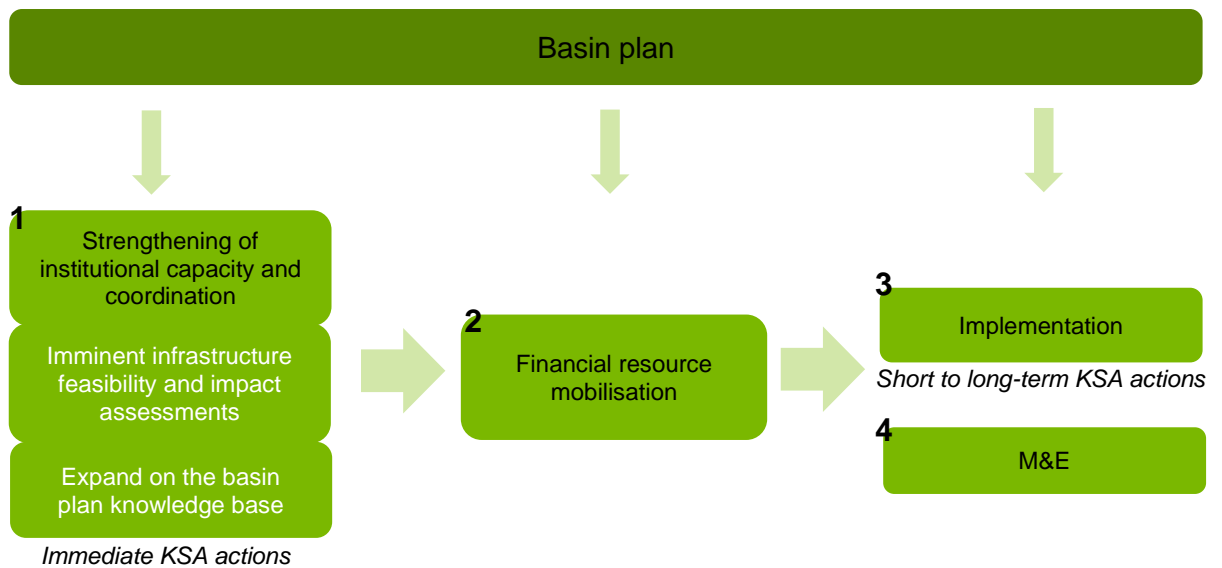 Basin plan
1
Strengthening of
institutional capacity and
coordination
Imminent infrastructure
feasibility and impact
assessments
Expand on the basin
plan knowledge base
Immediate KSA actions
2
Financial resource
mobilisation
3
Implementation
Short to long-term KSA actions
4
M&E